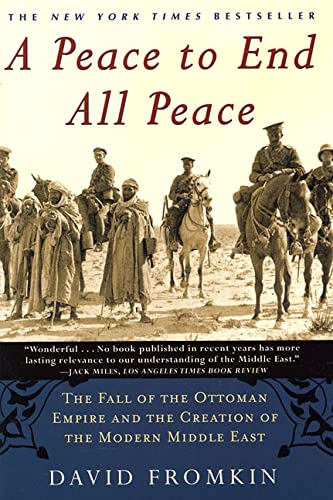 THE NEW YORK TIMES BESTSELLER
A Peace to End
All Peace
"Wonderful . . . No book published in recent years has more
lasting relevance to our understanding of the Middle East."
—JACK MILES, LOS ANGELES TIMES BOOK REVIEW
THE FALL OF THE OTTOMAN
EMPIRE AND THE CREATION OF
THE MODERN MIDDLE EAST
DAVID FROMKIN